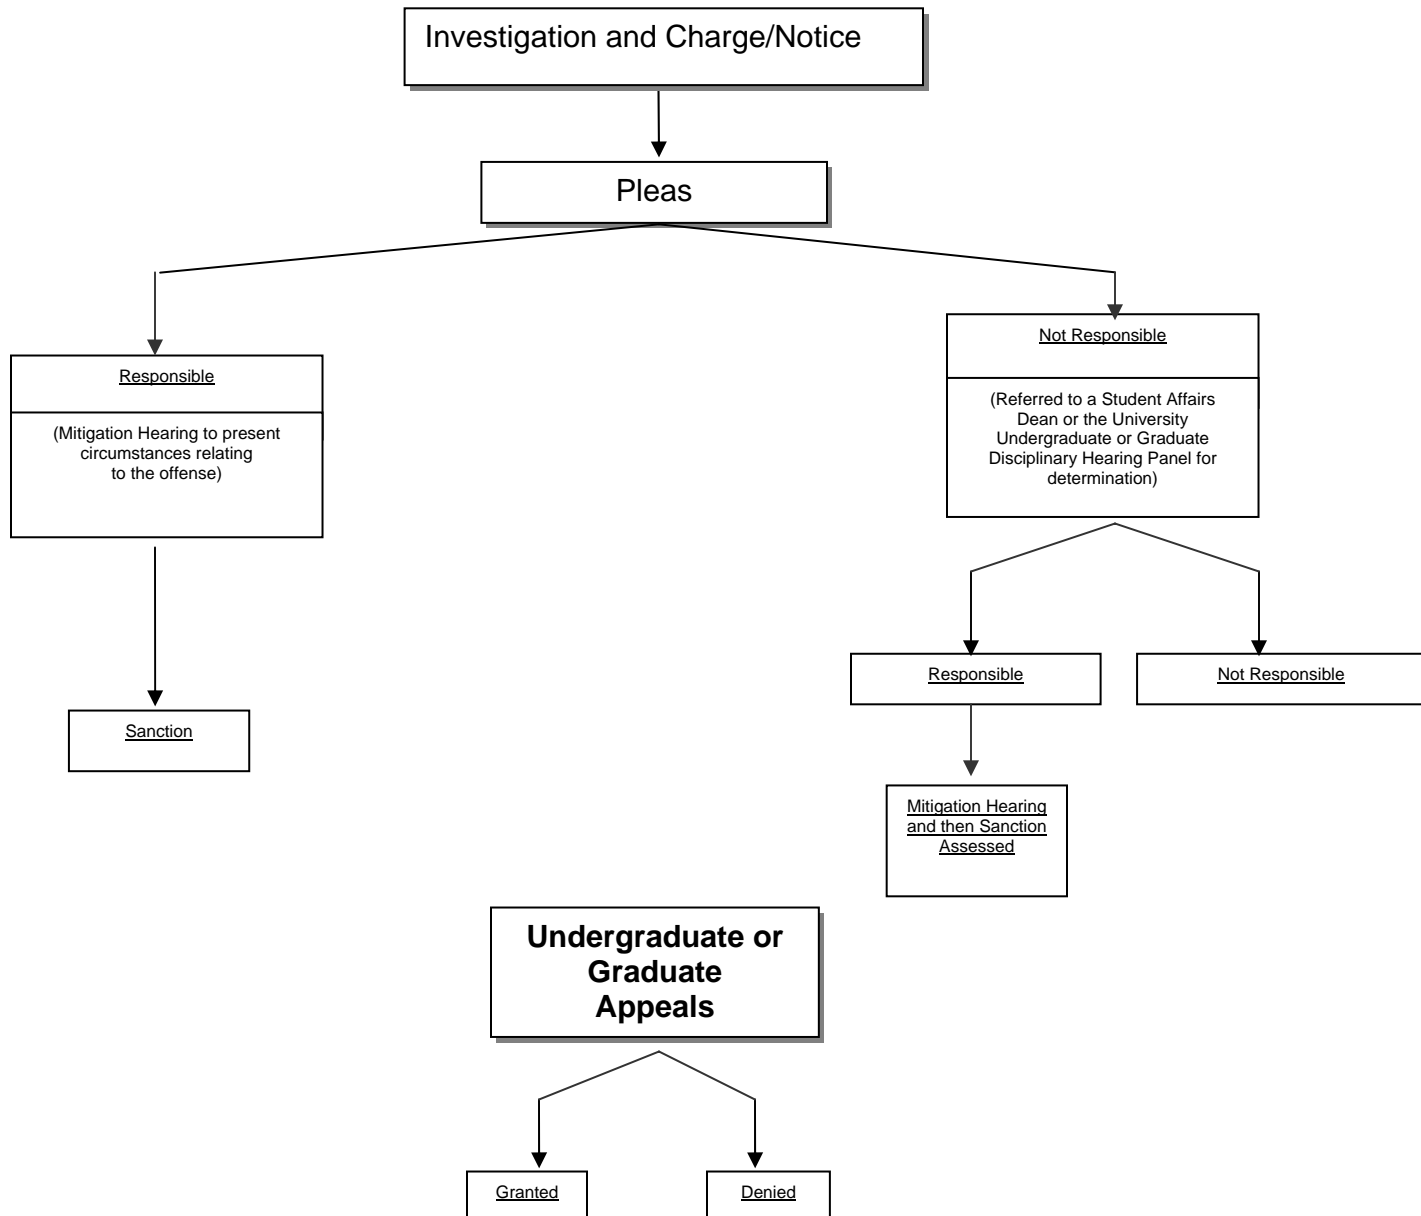 Investigation and Charge/Notice
Pleas
Responsible
(Mitigation Hearing to present
circumstances relating
to the offense)
Sanction
Not Responsible
(Referred to a Student Affairs
Dean or the University
Undergraduate or Graduate
Disciplinary Hearing Panel for
determination)
Responsible
Not Responsible
Mitigation Hearing
and then Sanction
Assessed
Undergraduate or
Graduate
Appeals
Granted
Denied